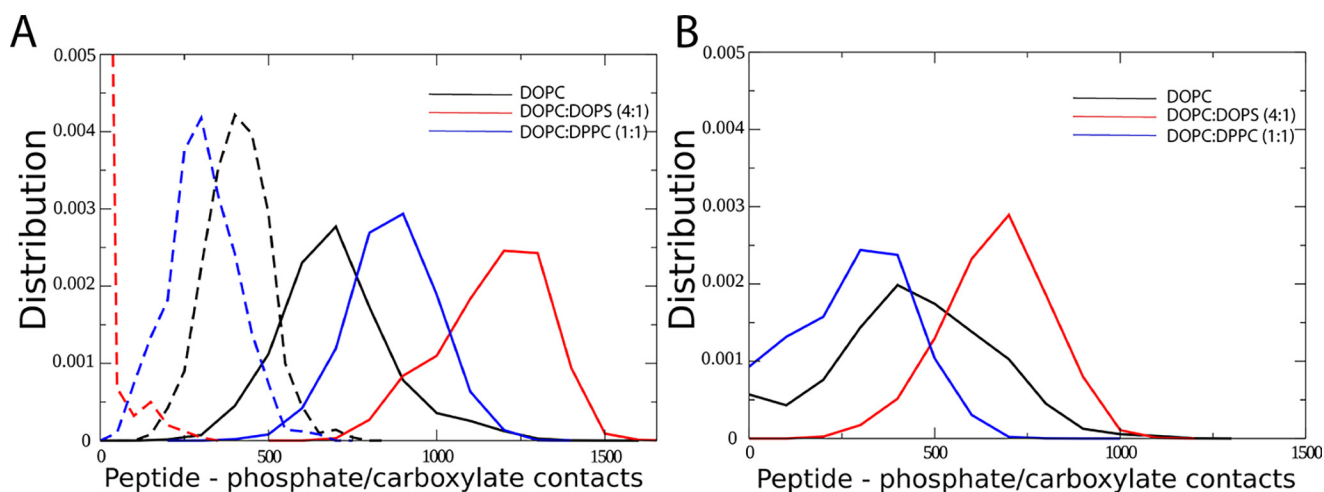 A
0.005
0.004
0.003
0.002
0.001
0
Distribution
DOPC
DOPC:DOPS (4:1)
DOPC:DPPC (1:1)
0 500 1000 1500
Peptide - phosphate/carboxylate contacts
B
0.005
0.004
0.003
0.002
0.001
0
Distribution
DOPC
DOPC:DOPS (4:1)
DOPC:DPPC (1:1)
0 500 1000 1500
Peptide - phosphate/carboxylate contacts